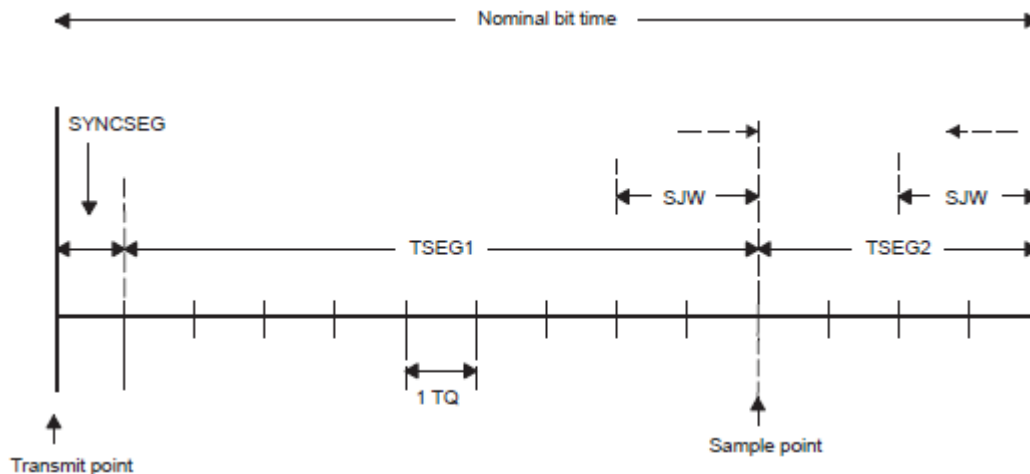 Nominal bit time
SYNCSEG
SJW
SJW
TSEG1
TSEG2
1 TQ
Sample point
Transmit point